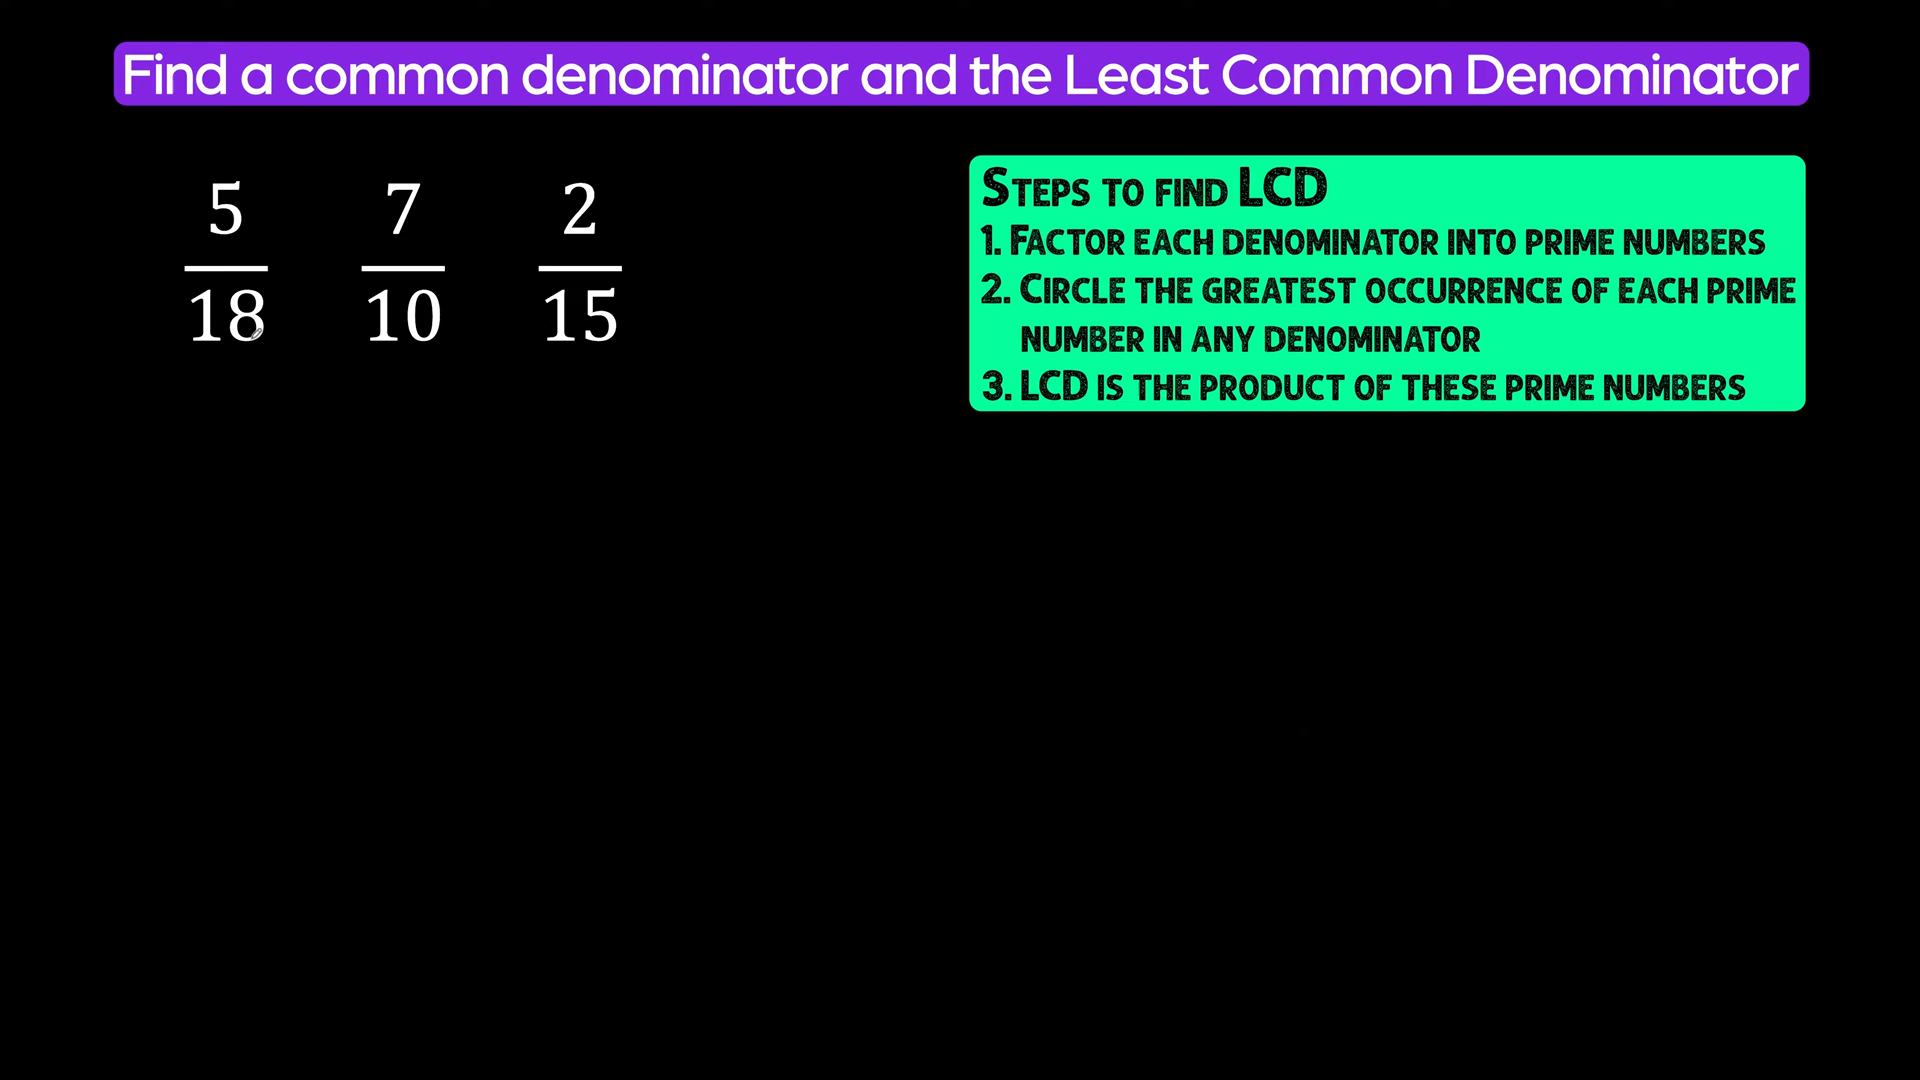 Find a common denominator and the Least Common Denominator
5 7 2
18 10 15
Steps to find LCD
1. Factor each denominator into prime numbers
2. Circle the greatest occurrence of each prime
number in any denominator
3. LCD is the product of these prime numbers